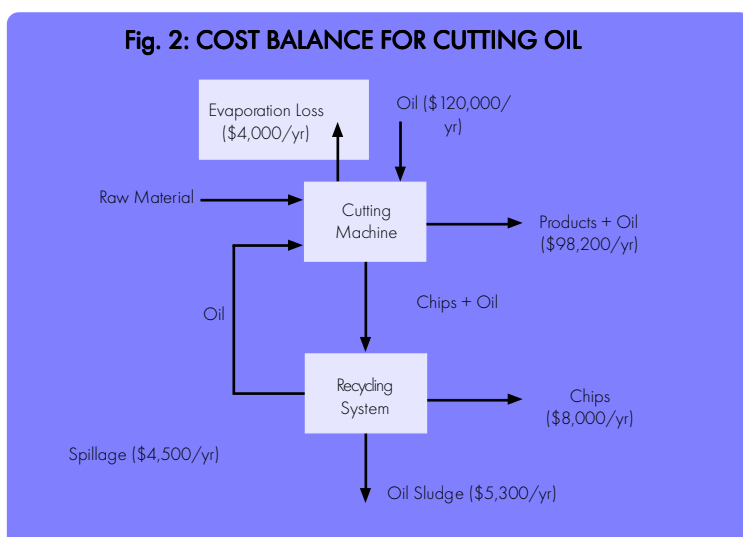 Fig. 2: COST BALANCE FOR CUTTING OIL
Evaporation Loss
($4,000/yr)
Oil ($120,000/
yr)
Raw Material
Cutting
Machine
Products + Oil
($98,200/yr)
Oil
Chips + Oil
Recycling
System
Chips
($8,000/yr)
Spillage ($4,500/yr)
Oil Sludge ($5,300/yr)